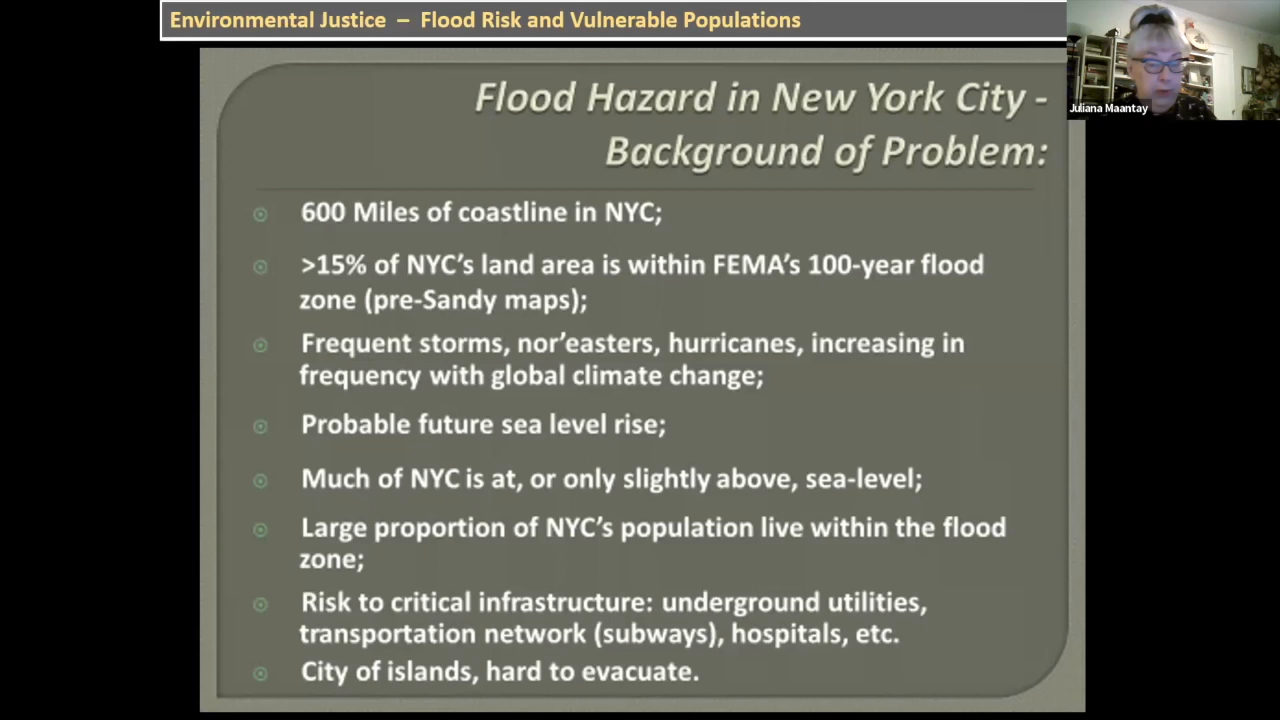 Environmental Justice – Flood Risk and Vulnerable Populations
Juliana Maantay
Flood Hazard in New York City -
Background of Problem:
600 Miles of coastline in NYC;
>15% of NYC’s land area is within FEMA’s 100-year flood
zone (pre-Sandy maps);
Frequent storms, nor’easters, hurricanes, increasing in
frequency with global climate change;
Probable future sea level rise;
Much of NYC is at, or only slightly above, sea-level;
Large proportion of NYC’s population live within the flood
zone;
Risk to critical infrastructure: underground utilities,
transportation network (subways), hospitals, etc.
City of islands, hard to evacuate.